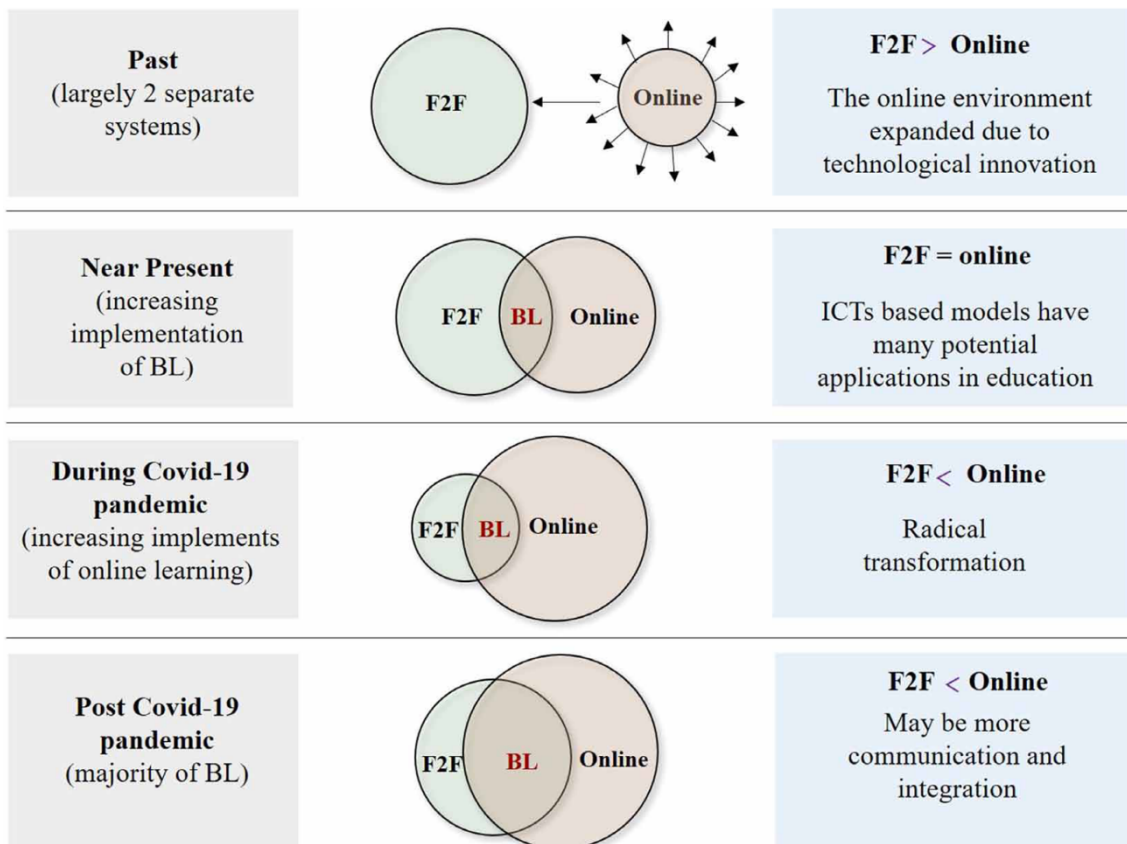 Past
(largely 2 separate
systems)
F2F
Online
F2F > Online
The online environment
expanded due to
technological innovation
Near Present
(increasing
implementation
of BL)
F2F
BL
Online
F2F = online
ICTs based models have
many potential
applications in education
During Covid-19
pandemic
(increasing implements
of online learning)
F2F
BL
Online
F2F < Online
Radical
transformation
Post Covid-19
pandemic
(majority of BL)
F2F
BL
Online
F2F < Online
May be more
communication and
integration